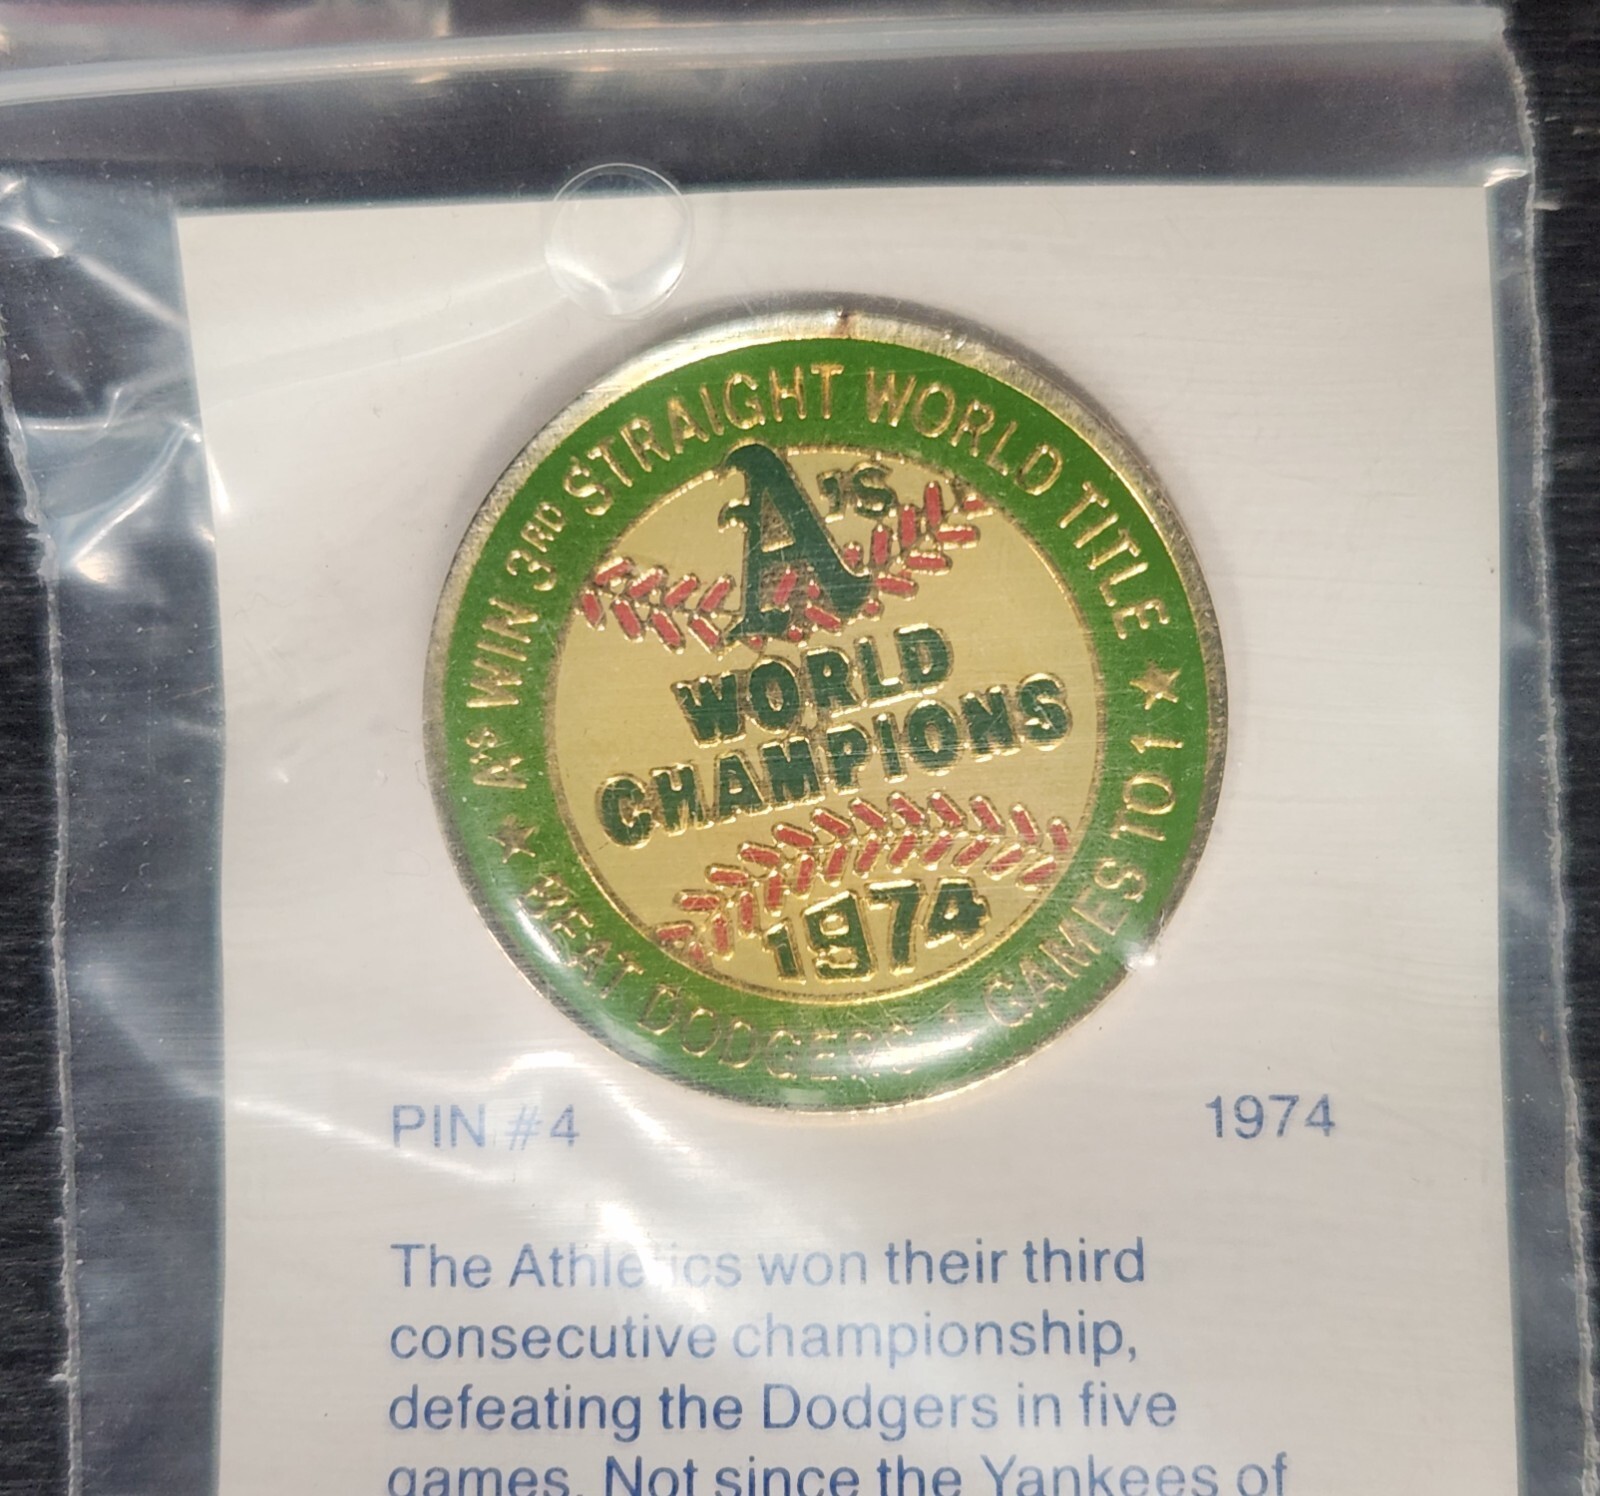 A's WIN 3RD STRAIGHT WORLD TITLE
A's
WORLD
CHAMPIONS
1974
BEAT DODGERS 4 GAMES TO 1
PIN #4
1974
The Athletics won their third
consecutive championship,
defeating the Dodgers in five
games. Not since the Yankees of